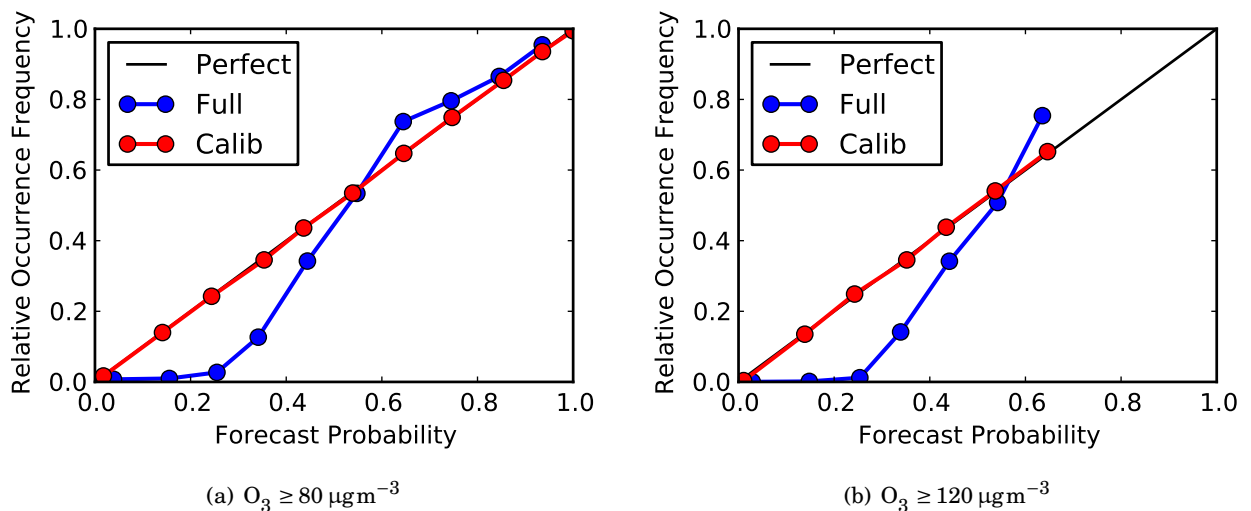 1.0
0.8
0.6
0.4
0.2
0.0
0.0 0.2 0.4 0.6 0.8 1.0
Relative Occurrence Frequency
Forecast Probability
Perfect
Full
Calib
(a) O₃ ≥ 80 µg m⁻³
1.0
0.8
0.6
0.4
0.2
0.0
0.0 0.2 0.4 0.6 0.8 1.0
Relative Occurrence Frequency
Forecast Probability
Perfect
Full
Calib
(b) O₃ ≥ 120 µg m⁻³